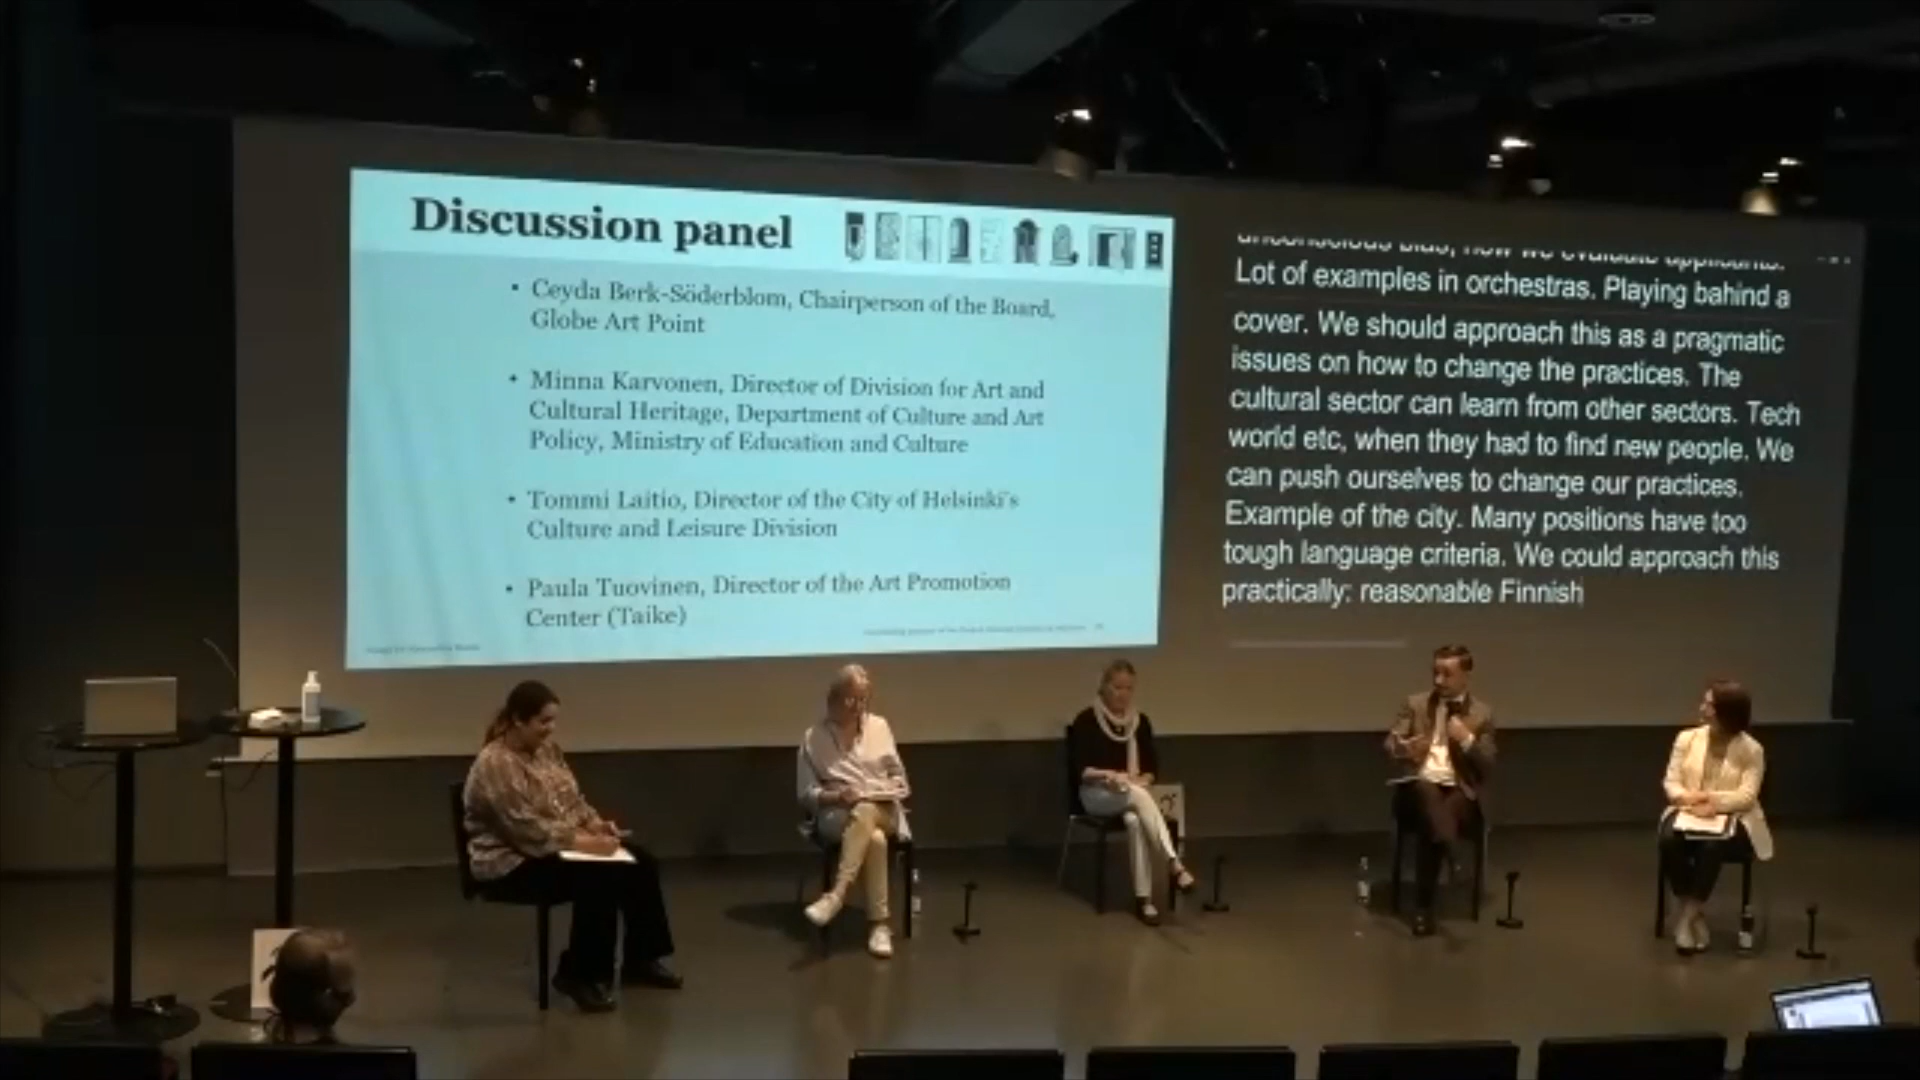 Discussion panel
• Ceyda Berk-Söderblom, Chairperson of the Board,
Globe Art Point
• Minna Karvonen, Director of Division for Art and
Cultural Heritage, Department of Culture and Art
Policy, Ministry of Education and Culture
• Tommi Laitio, Director of the City of Helsinki's
Culture and Leisure Division
• Paula Tuovinen, Director of the Art Promotion
Center (Taike)
unconscious bias, how we evaluate applicants.
Lot of examples in orchestras. Playing bahind a
cover. We should approach this as a pragmatic
issues on how to change the practices. The
cultural sector can learn from other sectors. Tech
world etc, when they had to find new people. We
can push ourselves to change our practices.
Example of the city. Many positions have too
tough language criteria. We could approach this
practically: reasonable Finnish